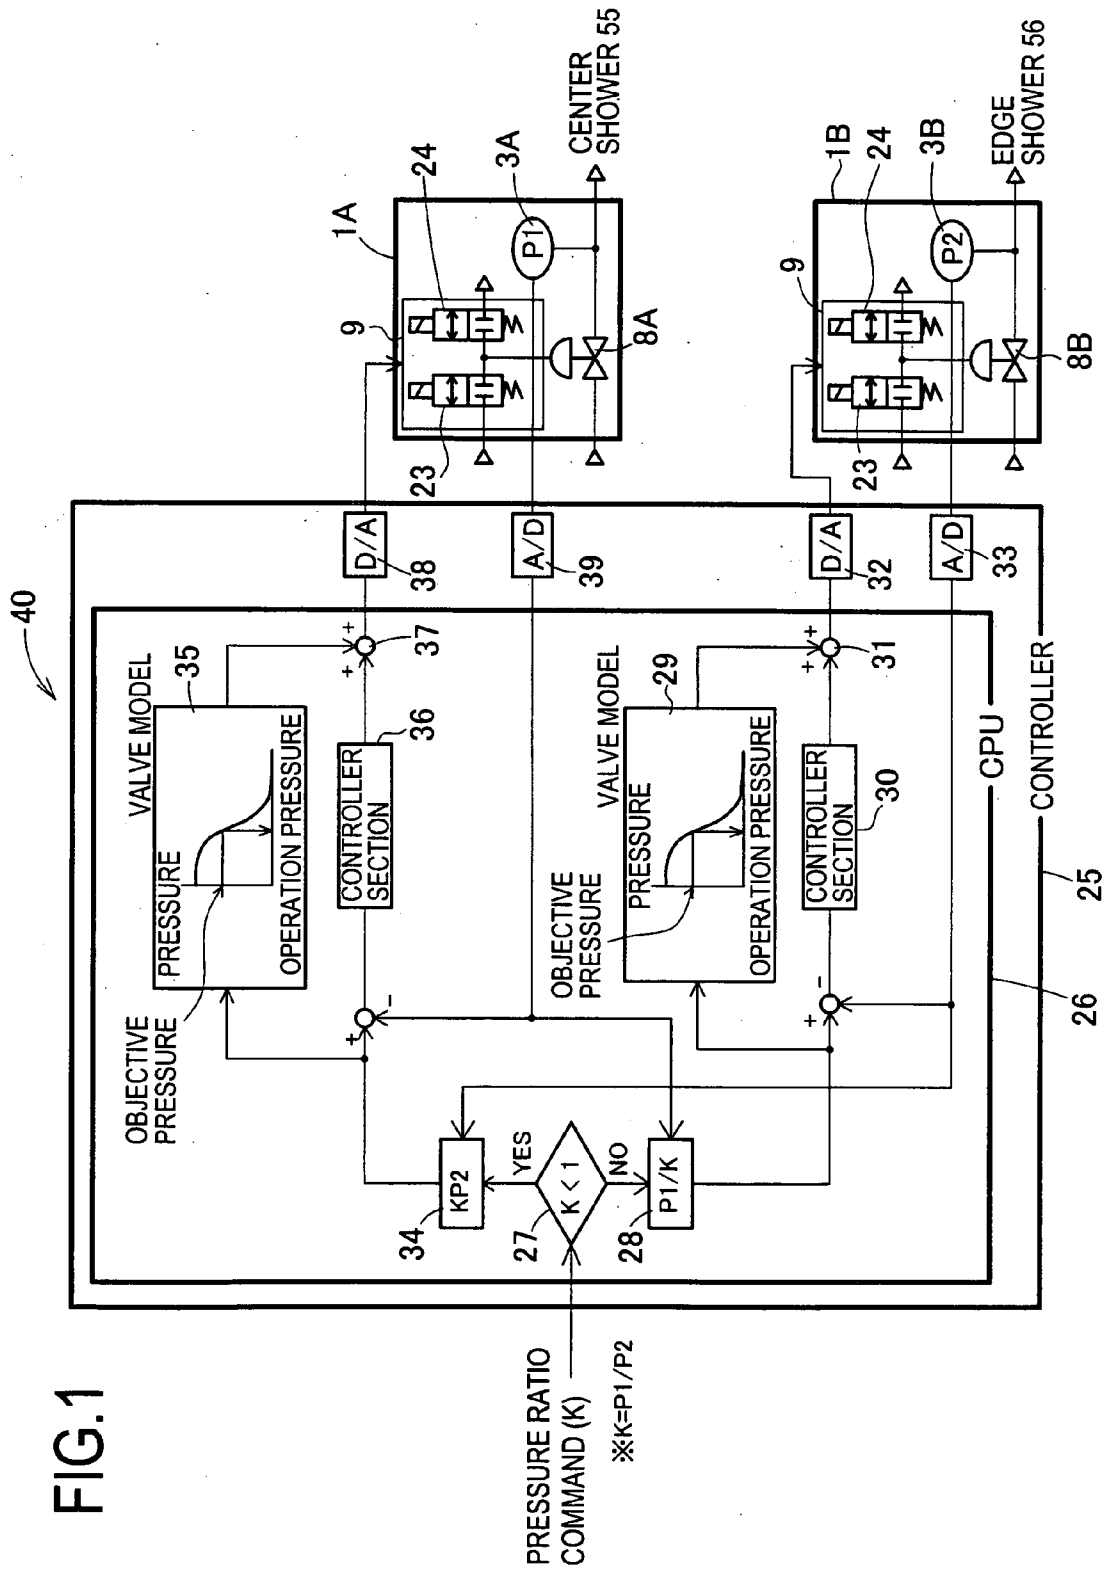 FIG.1
40
VALVE MODEL
35
PRESSURE
OPERATION PRESSURE
OBJECTIVE
PRESSURE
CONTROLLER
SECTION
36
+
-
+
+
37
D/A
38
A/D
39
KP2
34
YES
K < 1
27
NO
P1/K
28
PRESSURE RATIO
COMMAND (K)
※K=P1/P2
VALVE MODEL
29
PRESSURE
OPERATION PRESSURE
OBJECTIVE
PRESSURE
CONTROLLER
SECTION
30
+
-
+
+
31
D/A
32
A/D
33
CPU
26
CONTROLLER
25
1A
9
23
24
P1
3A
8A
CENTER
SHOWER 55
1B
9
23
24
P2
3B
8B
EDGE
SHOWER 56